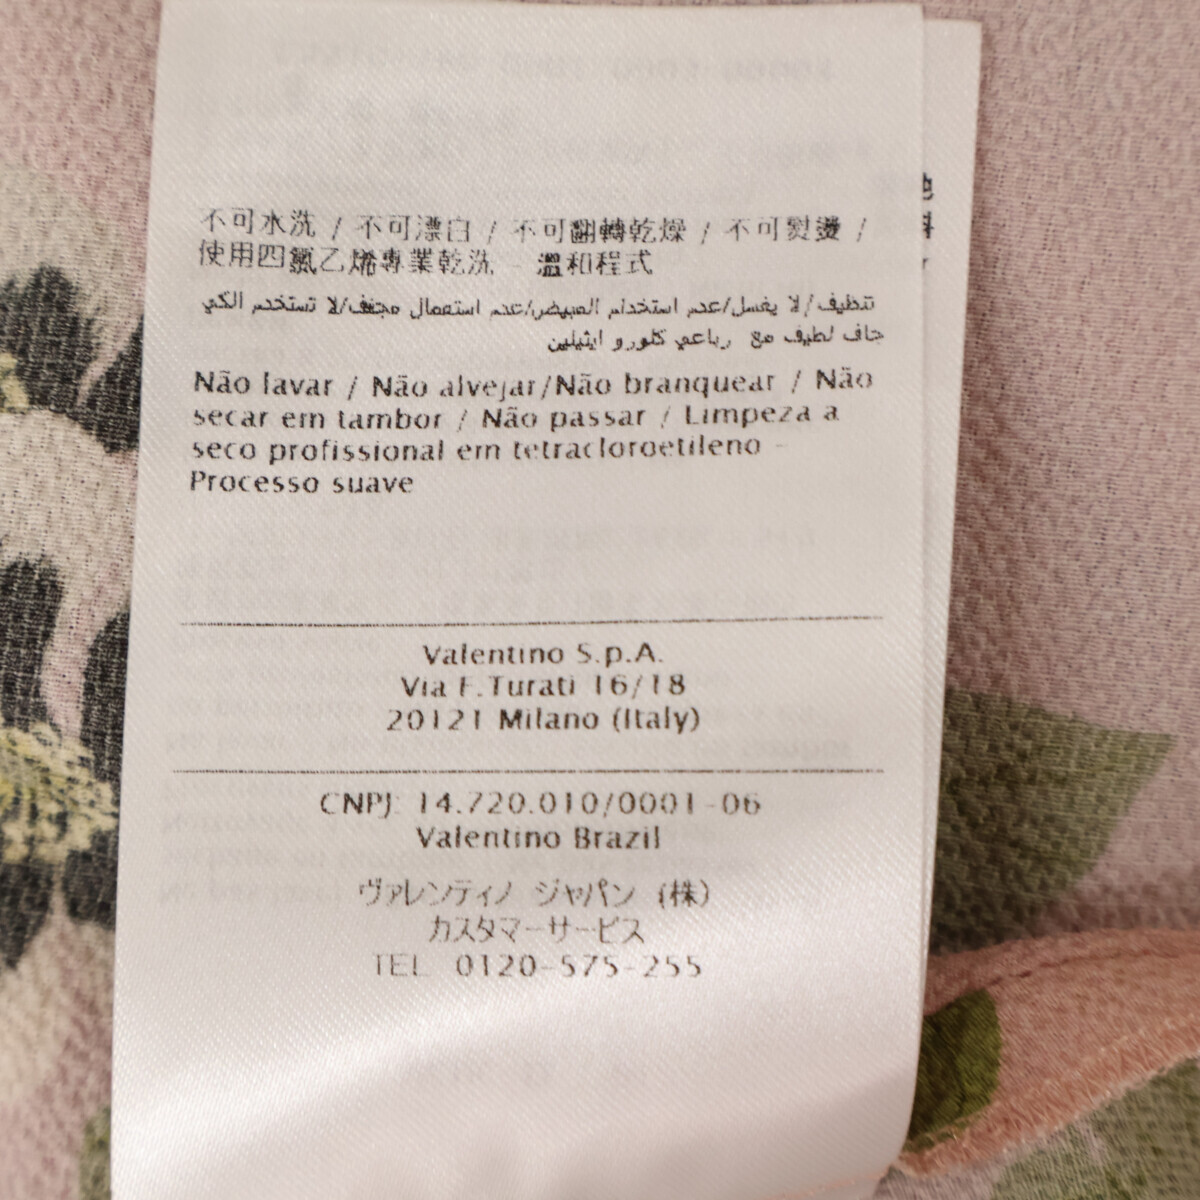 不可水洗 / 不可漂白 / 不可翻轉乾燥 / 不可熨燙 /
使用四氯乙烯專業乾洗 - 溫和程式
تنظيف/لا يغسل/عدم استخدام المبيض/عدم استعمال مجفف/لا تستخدم الكي
جاف لطيف مع رباعي كلورو ايثيلين
Não lavar / Não alvejar/Não branquear / Não
secar em tambor / Não passar / Limpeza a
seco profissional em tetracloroetileno -
Processo suave
Valentino S.p.A.
Via F.Turati 16/18
20121 Milano (Italy)
CNPJ: 14.720.010/0001-06
Valentino Brazil
ヴァレンティノ ジャパン (株)
カスタマーサービス
TEL 0120-575-255